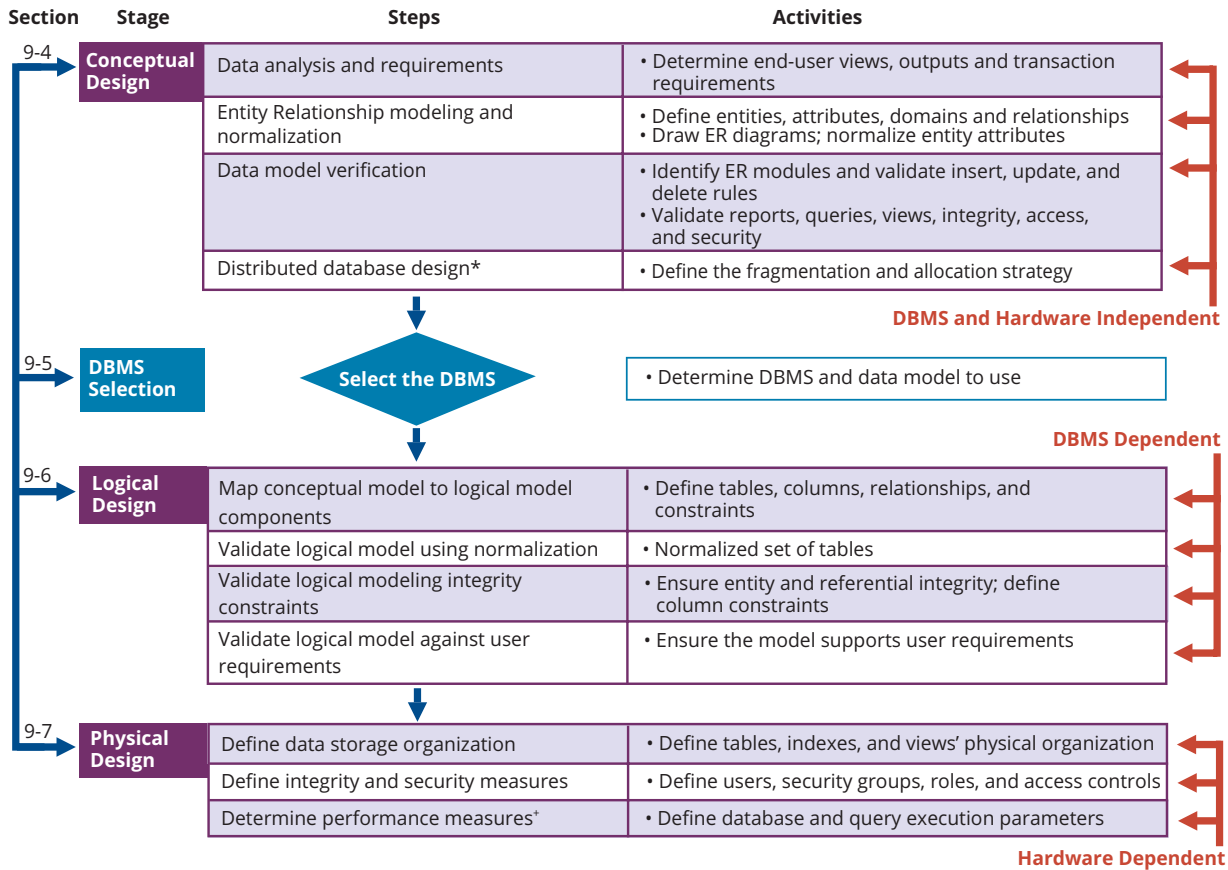 Section Stage Steps Activities
9-4
Conceptual
Design
Data analysis and requirements
• Determine end-user views, outputs and transaction
requirements
Entity Relationship modeling and
normalization
• Define entities, attributes, domains and relationships
• Draw ER diagrams; normalize entity attributes
Data model verification
• Identify ER modules and validate insert, update, and
delete rules
• Validate reports, queries, views, integrity, access,
and security
Distributed database design*
• Define the fragmentation and allocation strategy
DBMS and Hardware Independent
9-5
DBMS
Selection
Select the DBMS
• Determine DBMS and data model to use
DBMS Dependent
9-6
Logical
Design
Map conceptual model to logical model
components
• Define tables, columns, relationships, and
constraints
Validate logical model using normalization
• Normalized set of tables
Validate logical modeling integrity
constraints
• Ensure entity and referential integrity; define
column constraints
Validate logical model against user
requirements
• Ensure the model supports user requirements
9-7
Physical
Design
Define data storage organization
• Define tables, indexes, and views’ physical organization
Define integrity and security measures
• Define users, security groups, roles, and access controls
Determine performance measures⁺
• Define database and query execution parameters
Hardware Dependent